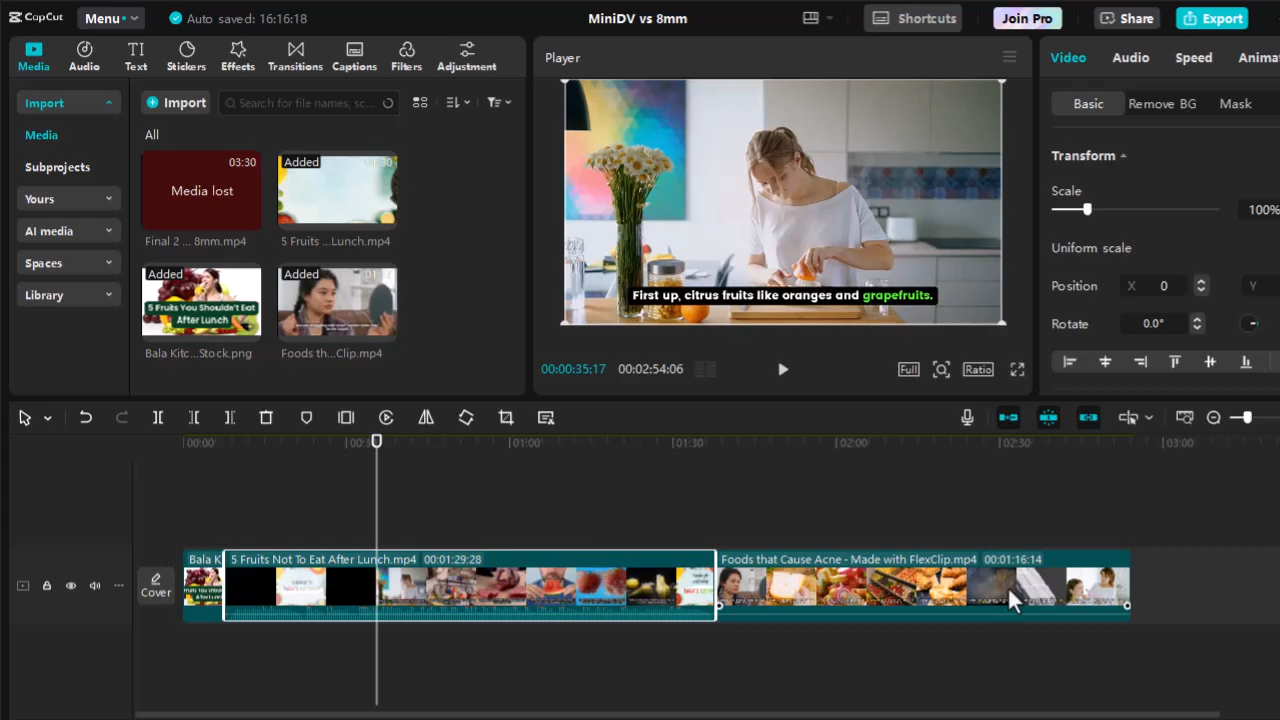 CapCut
Menu
Auto saved: 16:16:18
MiniDV vs 8mm
Shortcuts
Join Pro
Share
Export
Media
Audio
Text
Stickers
Effects
Transitions
Captions
Filters
Adjustment
Player
Video
Audio
Speed
Animat
Import
Import
Search for file names, sc...
Basic
Remove BG
Mask
Media
All
Subprojects
Yours
AI media
Spaces
Library
03:30
Media lost
Final 2 ... 8mm.mp4
Added
5 Fruits ...Lunch.mp4
Added
5 Fruits You Shouldn't Eat
After Lunch
Bala Kitc...Stock.png
Added
Foods th...Clip.mp4
First up, citrus fruits like oranges and grapefruits.
Transform
Scale
100%
Uniform scale
Position
X
0
Y
Rotate
0.0°
00:00:35:17
00:02:54:06
Full
Ratio
00:00
01:00
01:30
02:00
02:30
03:00
Cover
Bala K
5 Fruits Not To Eat After Lunch.mp4
00:01:29:28
Foods that Cause Acne - Made with FlexClip.mp4
00:01:16:14